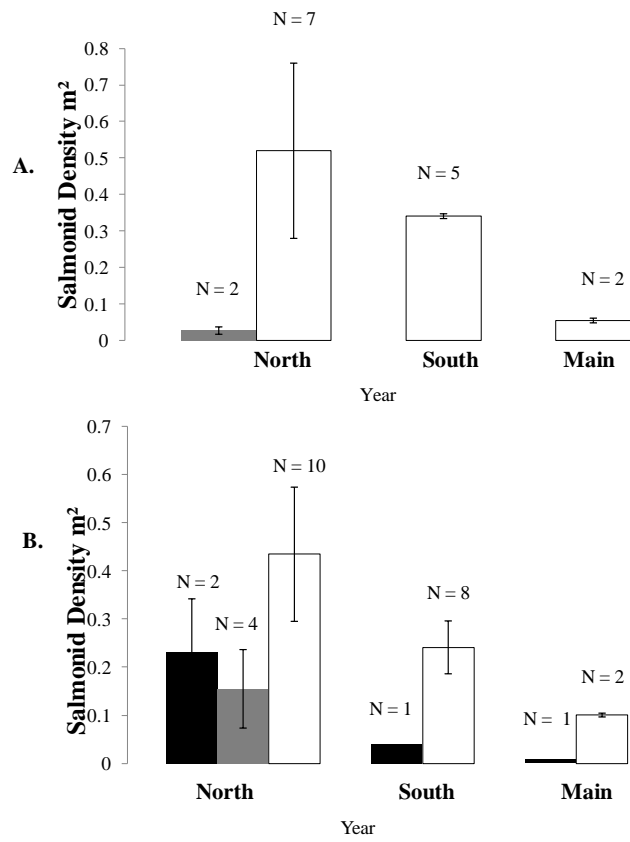 N = 7
0.8
0.7
0.6
0.5
0.4
0.3
0.2
0.1
0
Salmonid Density m²
A.
N = 5
N = 2
N = 2
North South Main
Year
0.7
0.6
0.5
0.4
0.3
0.2
0.1
0
Salmonid Density m²
B.
N = 10
N = 2
N = 4
N = 8
N = 1
N = 2
N = 1
North South Main
Year